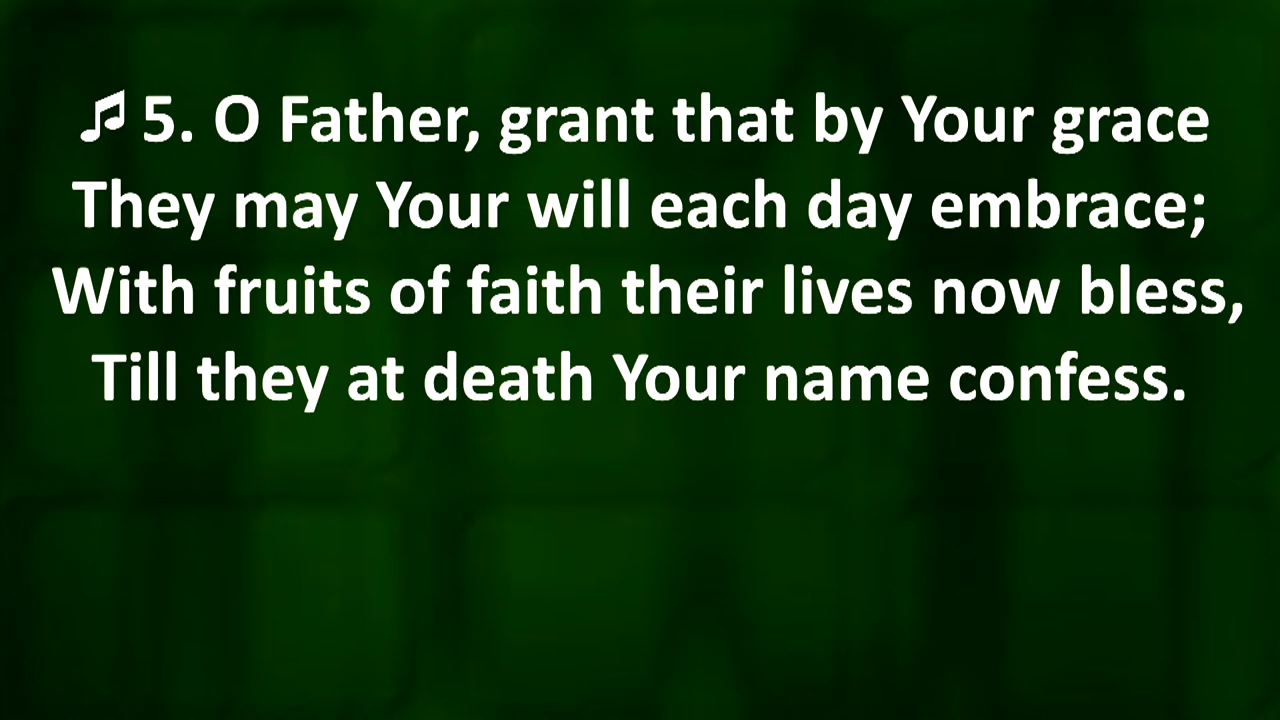 ♫ 5. O Father, grant that by Your grace
They may Your will each day embrace;
With fruits of faith their lives now bless,
Till they at death Your name confess.